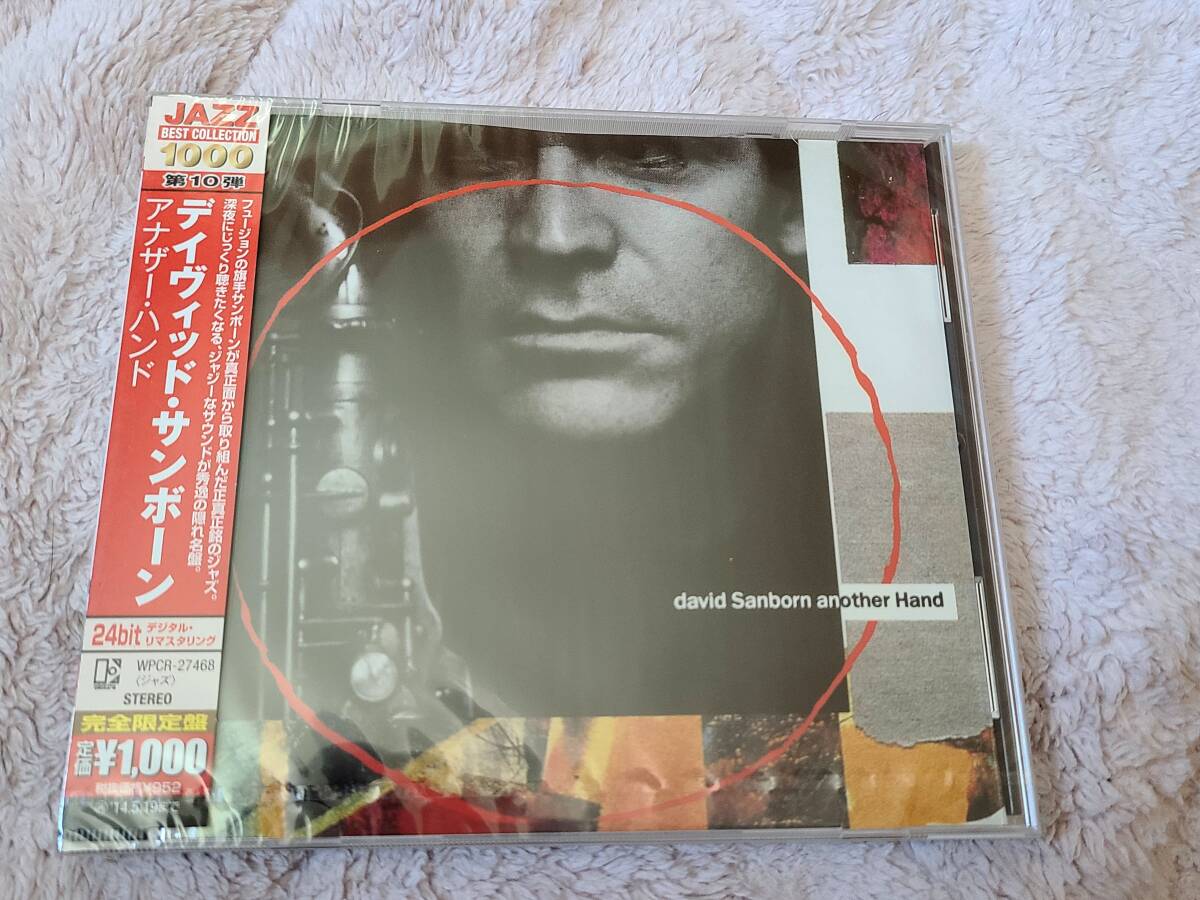 JAZZ
BEST COLLECTION
1000
第10弾
フュージョンの旗手サンボーンが真正面から取り組んだ正真正銘のジャズ。
深夜にじっくり聴きたくなる、ジャジーなサウンドが秀逸の隠れ名盤。
デイヴィッド・サンボーン
アナザー・ハンド
24bit デジタル・
リマスタリング
WPCR-27468
〈ジャズ〉
STEREO
完全限定盤
定価 ¥1,000
'14.5.19まで
david Sanborn another Hand